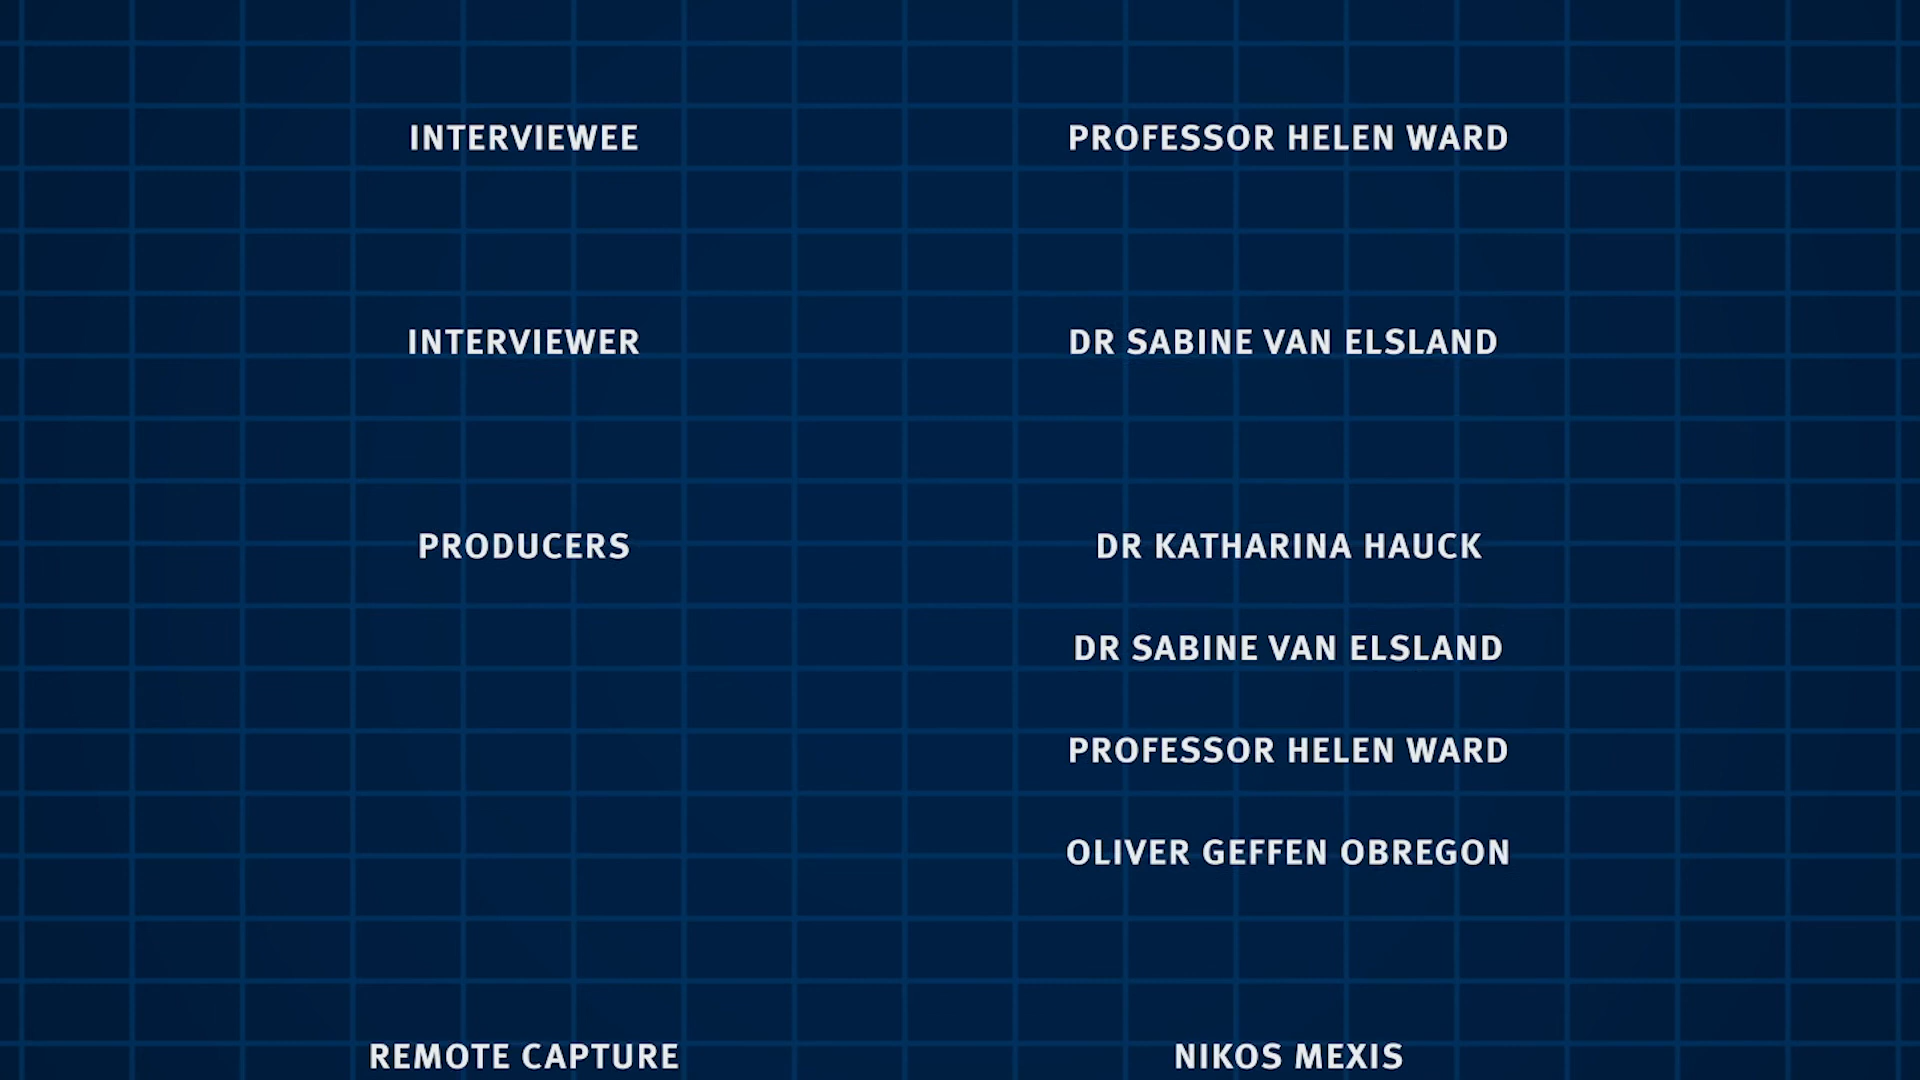 INTERVIEWEE PROFESSOR HELEN WARD
INTERVIEWER DR SABINE VAN ELSLAND
PRODUCERS DR KATHARINA HAUCK
DR SABINE VAN ELSLAND
PROFESSOR HELEN WARD
OLIVER GEFFEN OBREGON
REMOTE CAPTURE NIKOS MEXIS